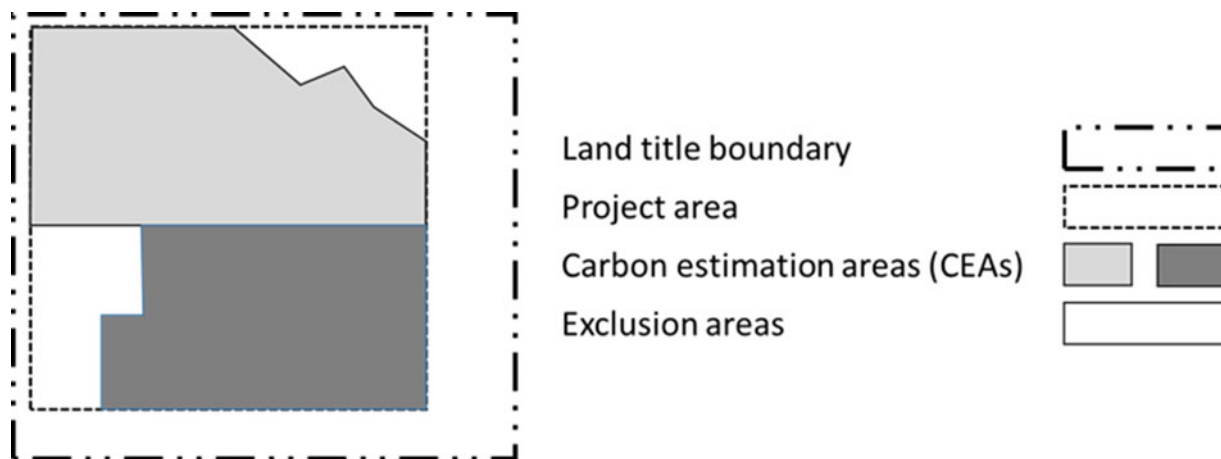 Land title boundary
Project area
Carbon estimation areas (CEAs)
Exclusion areas